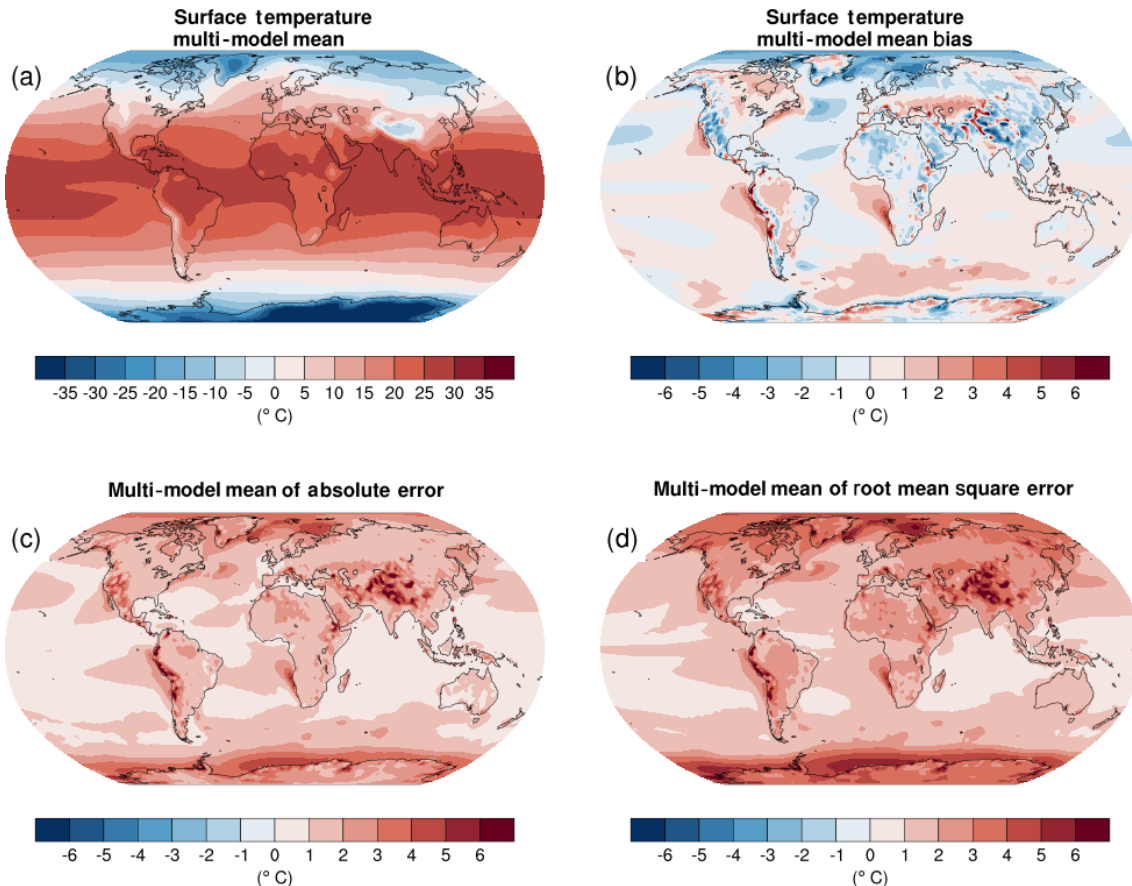 Surface temperature
multi-model mean
(a)
-35 -30 -25 -20 -15 -10 -5 0 5 10 15 20 25 30 35
(° C)
Surface temperature
multi-model mean bias
(b)
-6 -5 -4 -3 -2 -1 0 1 2 3 4 5 6
(° C)
Multi-model mean of absolute error
(c)
-6 -5 -4 -3 -2 -1 0 1 2 3 4 5 6
(° C)
Multi-model mean of root mean square error
(d)
-6 -5 -4 -3 -2 -1 0 1 2 3 4 5 6
(° C)